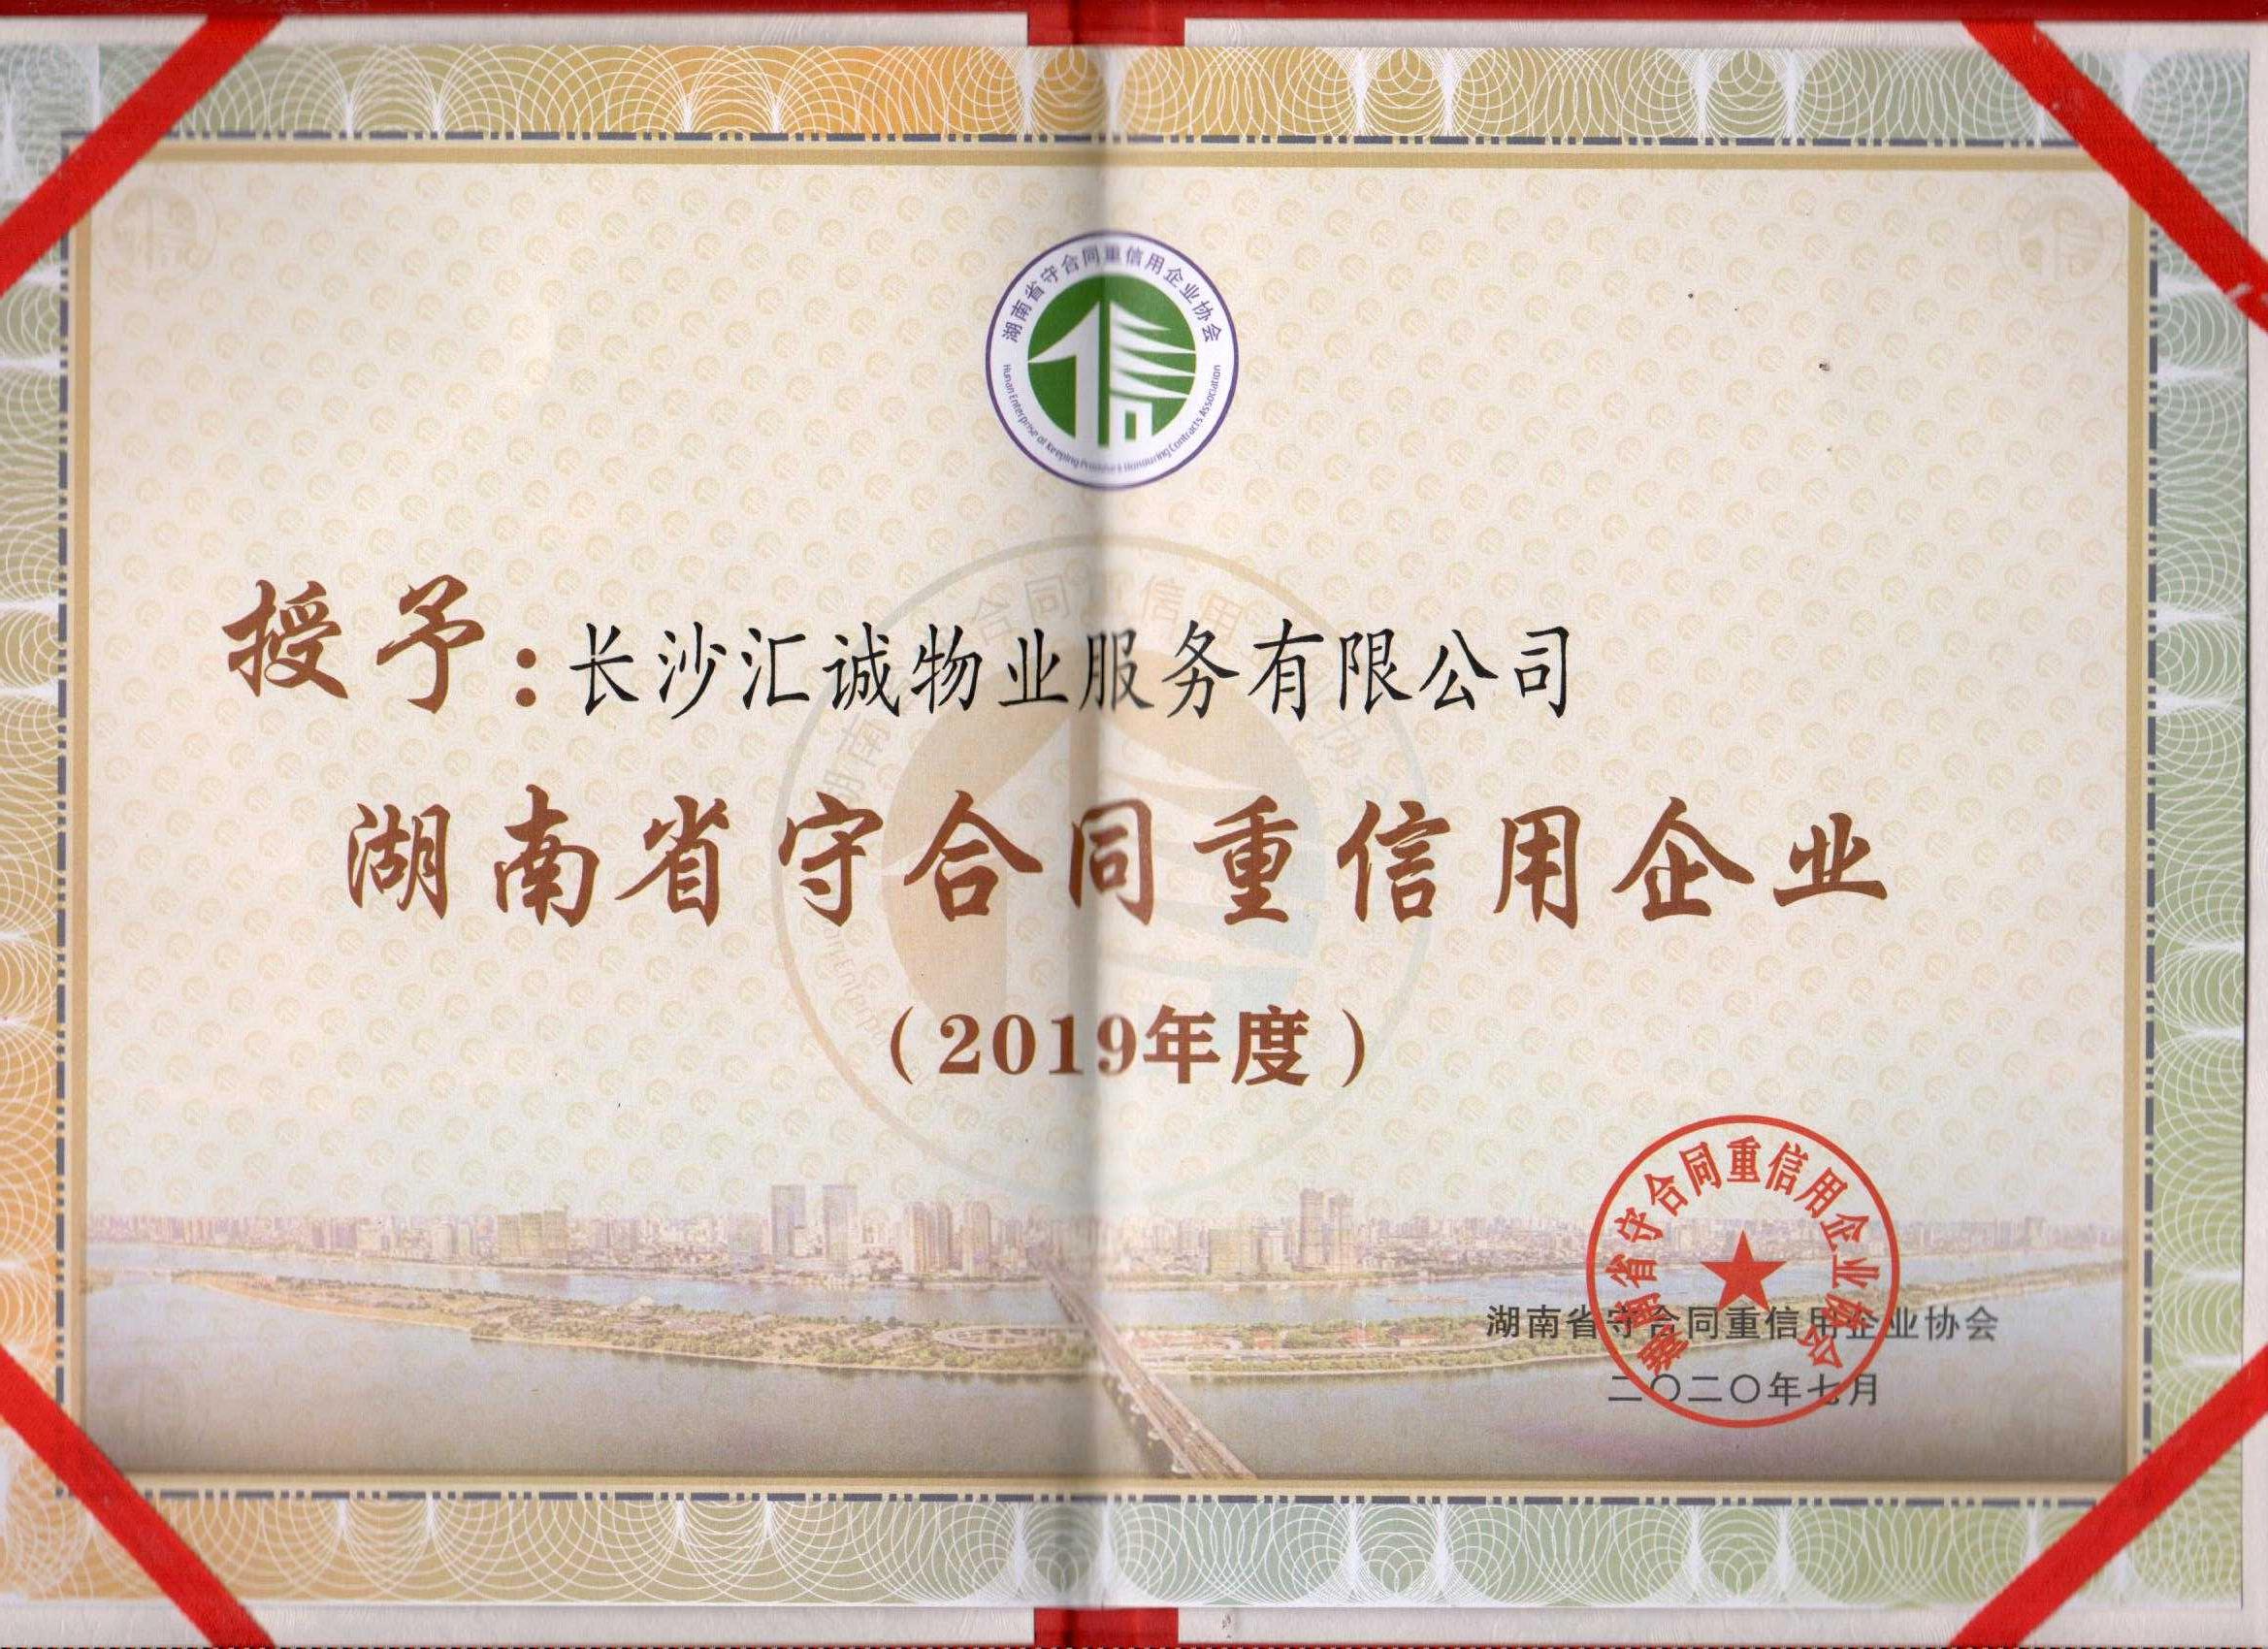 湖南省守合同重信用企业协会
授予：长沙汇诚物业服务有限公司
湖南省守合同重信用企业
（2019年度）
湖南省守合同重信用企业协会
湖南省守合同重信用企业协会
二〇二〇年七月